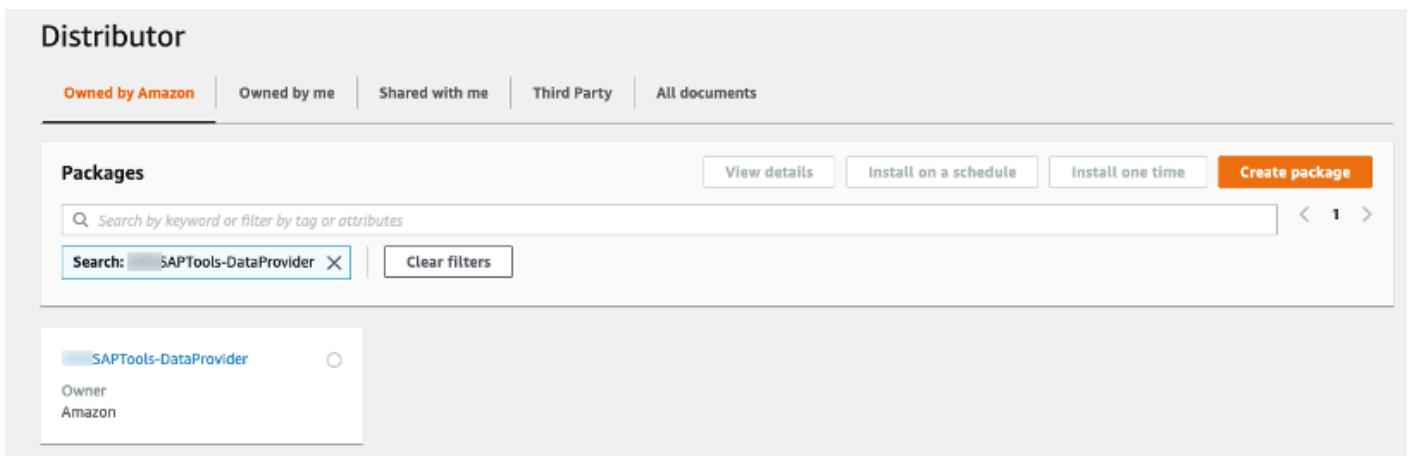 Distributor
Owned by Amazon Owned by me Shared with me Third Party All documents
Packages View details Install on a schedule Install one time Create package
Search by keyword or filter by tag or attributes 1
Search: SAPTools-DataProvider Clear filters
SAPTools-DataProvider
Owner
Amazon